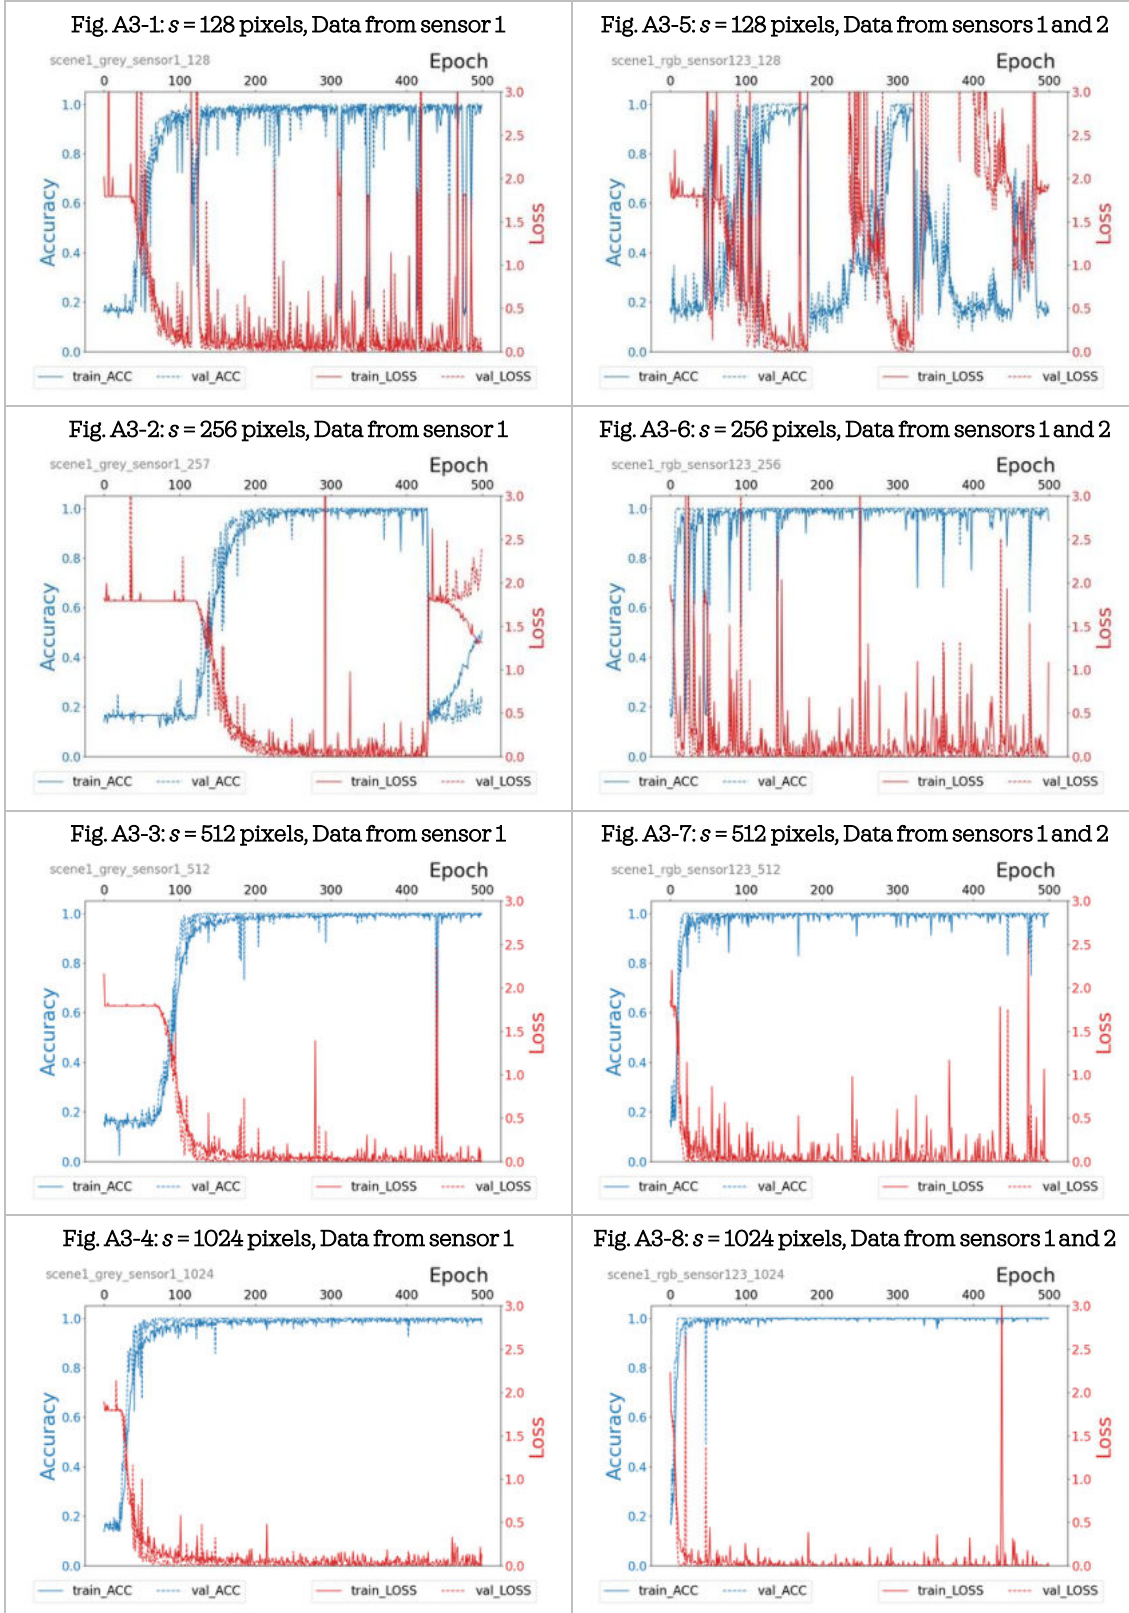 Fig. A3-1: s = 128 pixels, Data from sensor 1
scene1_grey_sensor1_128
Epoch
0 100 200 300 400 500
1.0 0.8 0.6 0.4 0.2 0.0
Accuracy
3.0 2.5 2.0 1.5 1.0 0.5 0.0
Loss
train_ACC val_ACC train_LOSS val_LOSS
Fig. A3-5: s = 128 pixels, Data from sensors 1 and 2
scene1_rgb_sensor123_128
Epoch
0 100 200 300 400 500
1.0 0.8 0.6 0.4 0.2 0.0
Accuracy
3.0 2.5 2.0 1.5 1.0 0.5 0.0
Loss
train_ACC val_ACC train_LOSS val_LOSS
Fig. A3-2: s = 256 pixels, Data from sensor 1
scene1_grey_sensor1_257
Epoch
0 100 200 300 400 500
1.0 0.8 0.6 0.4 0.2 0.0
Accuracy
3.0 2.5 2.0 1.5 1.0 0.5 0.0
Loss
train_ACC val_ACC train_LOSS val_LOSS
Fig. A3-6: s = 256 pixels, Data from sensors 1 and 2
scene1_rgb_sensor123_256
Epoch
0 100 200 300 400 500
1.0 0.8 0.6 0.4 0.2 0.0
Accuracy
3.0 2.5 2.0 1.5 1.0 0.5 0.0
Loss
train_ACC val_ACC train_LOSS val_LOSS
Fig. A3-3: s = 512 pixels, Data from sensor 1
scene1_grey_sensor1_512
Epoch
0 100 200 300 400 500
1.0 0.8 0.6 0.4 0.2 0.0
Accuracy
3.0 2.5 2.0 1.5 1.0 0.5 0.0
Loss
train_ACC val_ACC train_LOSS val_LOSS
Fig. A3-7: s = 512 pixels, Data from sensors 1 and 2
scene1_rgb_sensor123_512
Epoch
0 100 200 300 400 500
1.0 0.8 0.6 0.4 0.2 0.0
Accuracy
3.0 2.5 2.0 1.5 1.0 0.5 0.0
Loss
train_ACC val_ACC train_LOSS val_LOSS
Fig. A3-4: s = 1024 pixels, Data from sensor 1
scene1_grey_sensor1_1024
Epoch
0 100 200 300 400 500
1.0 0.8 0.6 0.4 0.2 0.0
Accuracy
3.0 2.5 2.0 1.5 1.0 0.5 0.0
Loss
train_ACC val_ACC train_LOSS val_LOSS
Fig. A3-8: s = 1024 pixels, Data from sensors 1 and 2
scene1_rgb_sensor123_1024
Epoch
0 100 200 300 400 500
1.0 0.8 0.6 0.4 0.2 0.0
Accuracy
3.0 2.5 2.0 1.5 1.0 0.5 0.0
Loss
train_ACC val_ACC train_LOSS val_LOSS